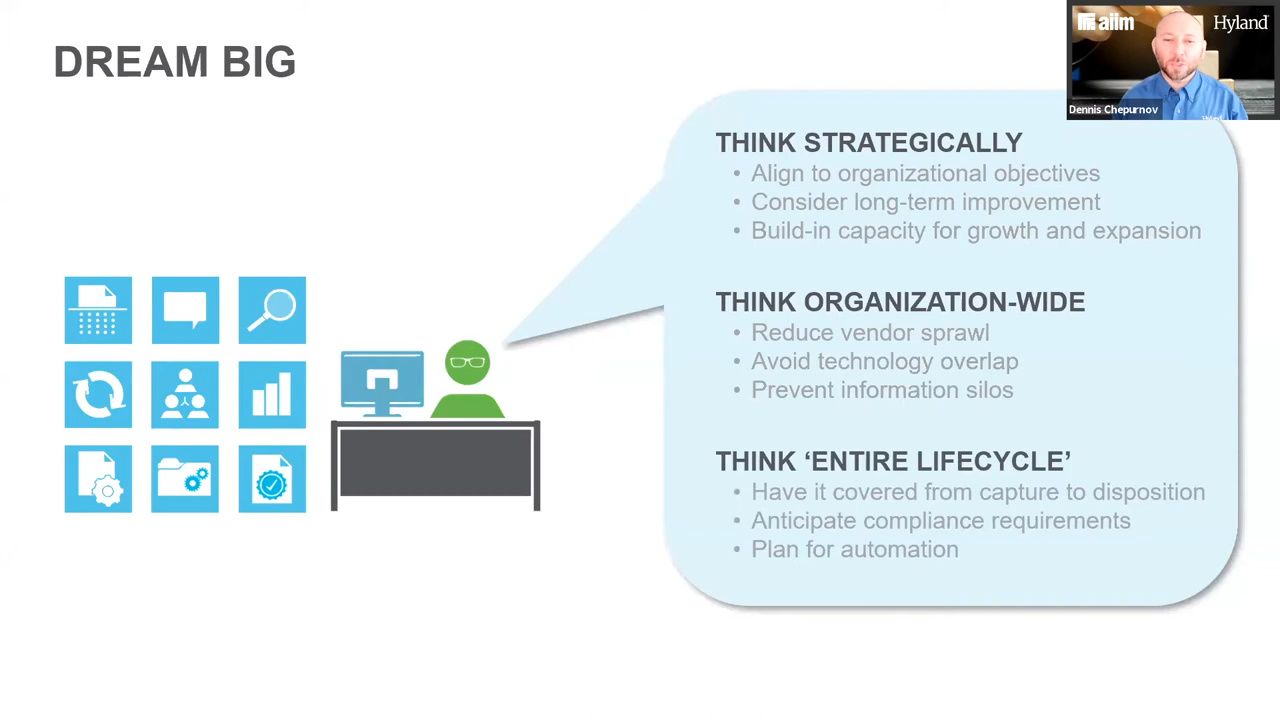 DREAM BIG
aiim
Hyland
Dennis Chepurnov
THINK STRATEGICALLY
• Align to organizational objectives
• Consider long-term improvement
• Build-in capacity for growth and expansion
THINK ORGANIZATION-WIDE
• Reduce vendor sprawl
• Avoid technology overlap
• Prevent information silos
THINK ‘ENTIRE LIFECYCLE’
• Have it covered from capture to disposition
• Anticipate compliance requirements
• Plan for automation